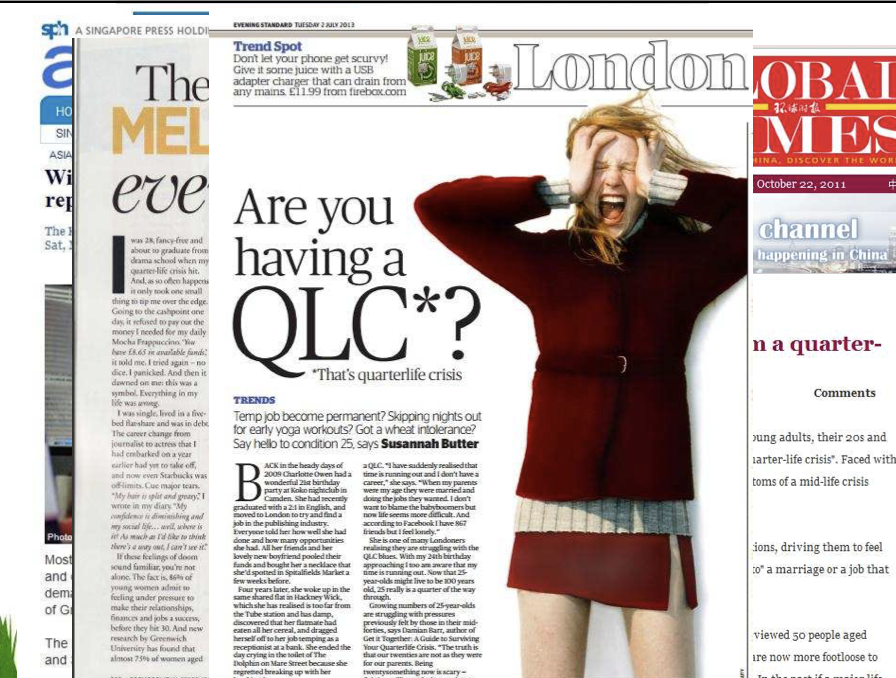 sph A SINGAPORE PRESS HOLDI
a
HO
SIN
ASIA
Wi
rep
The
Sat,
Photo
Most
and
dema
of G
The
and
The
MEL
eve
I was 28, fancy-free and
about to graduate from
drama school when my
quarter-life crisis hit.
And, as so often happens
it only took one small
thing to tip me over the edge.
Going to the cashpoint one
day, it refused to pay out the
money I needed for my daily
Mocha Frappuccino. 'You
have £8.65 in available funds',
it told me. I tried again – no
dice. I panicked. And then it
dawned on me: this was a
symbol. Everything in my
life was wrong.
I was single, lived in a five-
bed flat-share and was in debt.
The career change from
journalist to actress that I
had embarked on a year
earlier had yet to take off,
and now even Starbucks was
off-limits. Cue major tears.
"My hair is split and greasy," I
wrote in my diary. "My
confidence is diminishing and
my social life... well, where is
it? As much as I'd like to think
there's a way out, I can't see it."
If these feelings of doom
sound familiar, you're not
alone. The fact is, 86% of
young women admit to
feeling under pressure to
make their relationships,
finances and jobs a success,
before they hit 30. And new
research by Greenwich
University has found that
almost 75% of women aged
EVENING STANDARD TUESDAY 2 JULY 2013
Trend Spot
Don't let your phone get scurvy!
Give it some juice with a USB
adapter charger that can drain from
any mains. £11.99 from firebox.com
juice
juice
London
Are you
having a
QLC*?
*That's quarterlife crisis
TRENDS
Temp job become permanent? Skipping nights out
for early yoga workouts? Got a wheat intolerance?
Say hello to condition 25, says Susannah Butter
BACK in the heady days of
2009 Charlotte Owen had a
wonderful 21st birthday
party at Koko nightclub in
Camden. She had recently
graduated with a 2:1 in English, and
moved to London to try and find a
job in the publishing industry.
Everyone told her how well she had
done and how many opportunities
she had. All her friends and her
lovely new boyfriend pooled their
funds and bought her a necklace that
she'd spotted in Spitalfields Market a
few weeks before.
Four years later, she woke up in the
same shared flat in Hackney Wick,
which she has realised is too far from
the Tube station and has damp,
discovered that her flatmate had
eaten all her cereal, and dragged
herself off to her job temping as a
receptionist at a bank. She ended the
day crying in the toilet of The
Dolphin on Mare Street because she
regretted breaking up with her
a QLC. "I have suddenly realised that
time is running out and I don't have a
career," she says. "When my parents
were my age they were married and
doing the jobs they wanted. I don't
want to blame the babyboomers but
now life seems more difficult. And
according to Facebook I have 867
friends but I feel lonely."
She is one of many Londoners
realising they are struggling with the
QLC blues. With my 24th birthday
approaching I too am aware that my
time is running out. Now that 25-
year-olds might live to be 100 years
old, 25 really is a quarter of the way
through.
Growing numbers of 25-year-olds
are struggling with pressures
previously felt by those in their mid-
forties, says Damian Barr, author of
Get it Together: A Guide to Surviving
Your Quarterlife Crisis. "The truth is
that our twenties are not as they were
for our parents. Being
twentysomething now is scary —
OBAL
环球时报
MES
HINA, DISCOVER THE WOR
October 22, 2011
channel
happening in China
n a quarter-
Comments
oung adults, their 20s and
uarter-life crisis". Faced with
toms of a mid-life crisis
tions, driving them to feel
to" a marriage or a job that
viewed 50 people aged
are now more footloose to